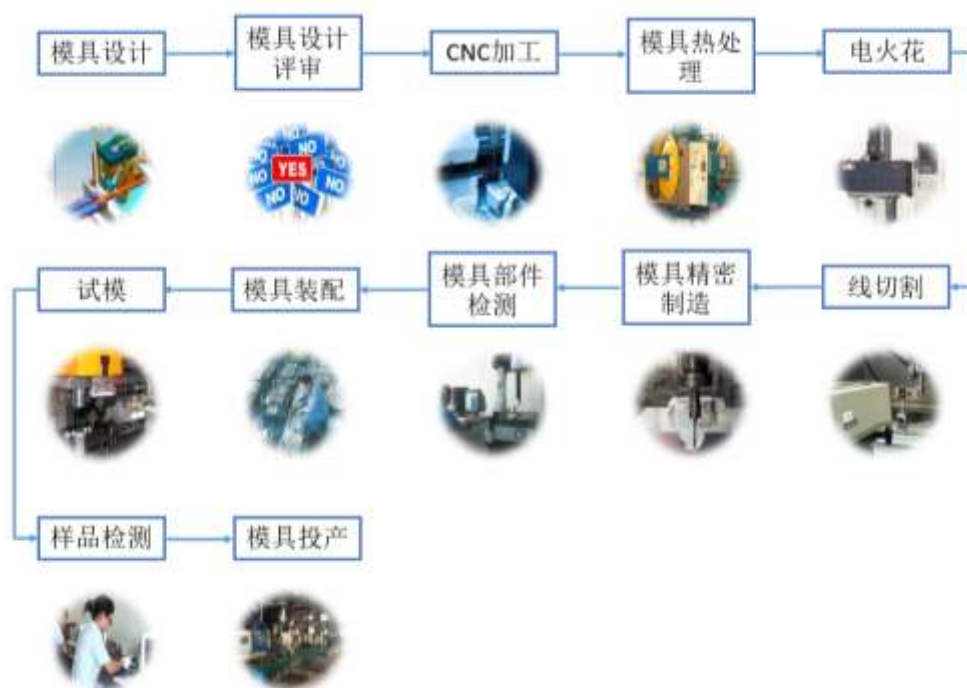 模具设计
模具设计
评审
CNC加工
模具热处
理
电火花
NO
NO
NO
YES
NO
NO
NO
NO
线切割
模具精密
制造
模具部件
检测
模具装配
试模
样品检测
模具投产